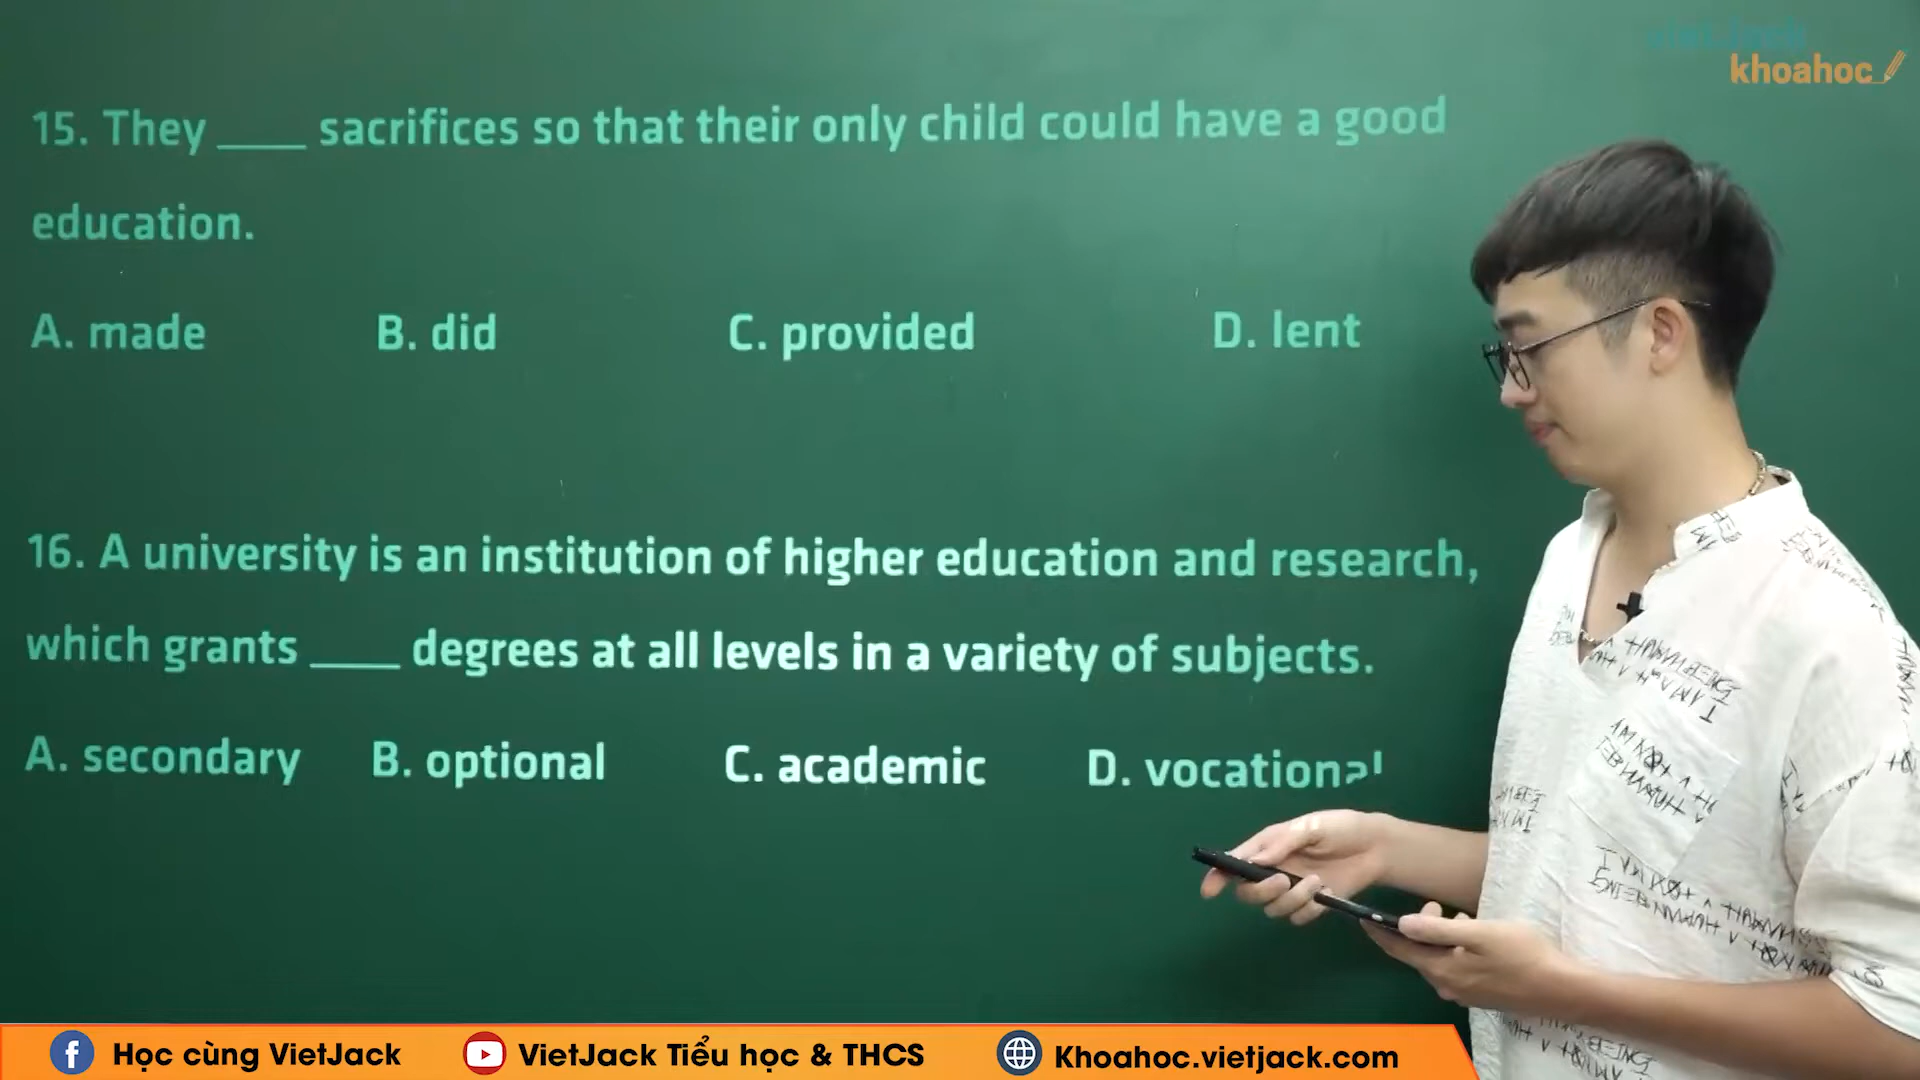 khoahoc
15. They ____ sacrifices so that their only child could have a good
education.
A. made B. did C. provided D. lent
16. A university is an institution of higher education and research,
which grants ____ degrees at all levels in a variety of subjects.
A. secondary B. optional C. academic D. vocational
Học cùng VietJack VietJack Tiểu học & THCS Khoahoc.vietjack.com